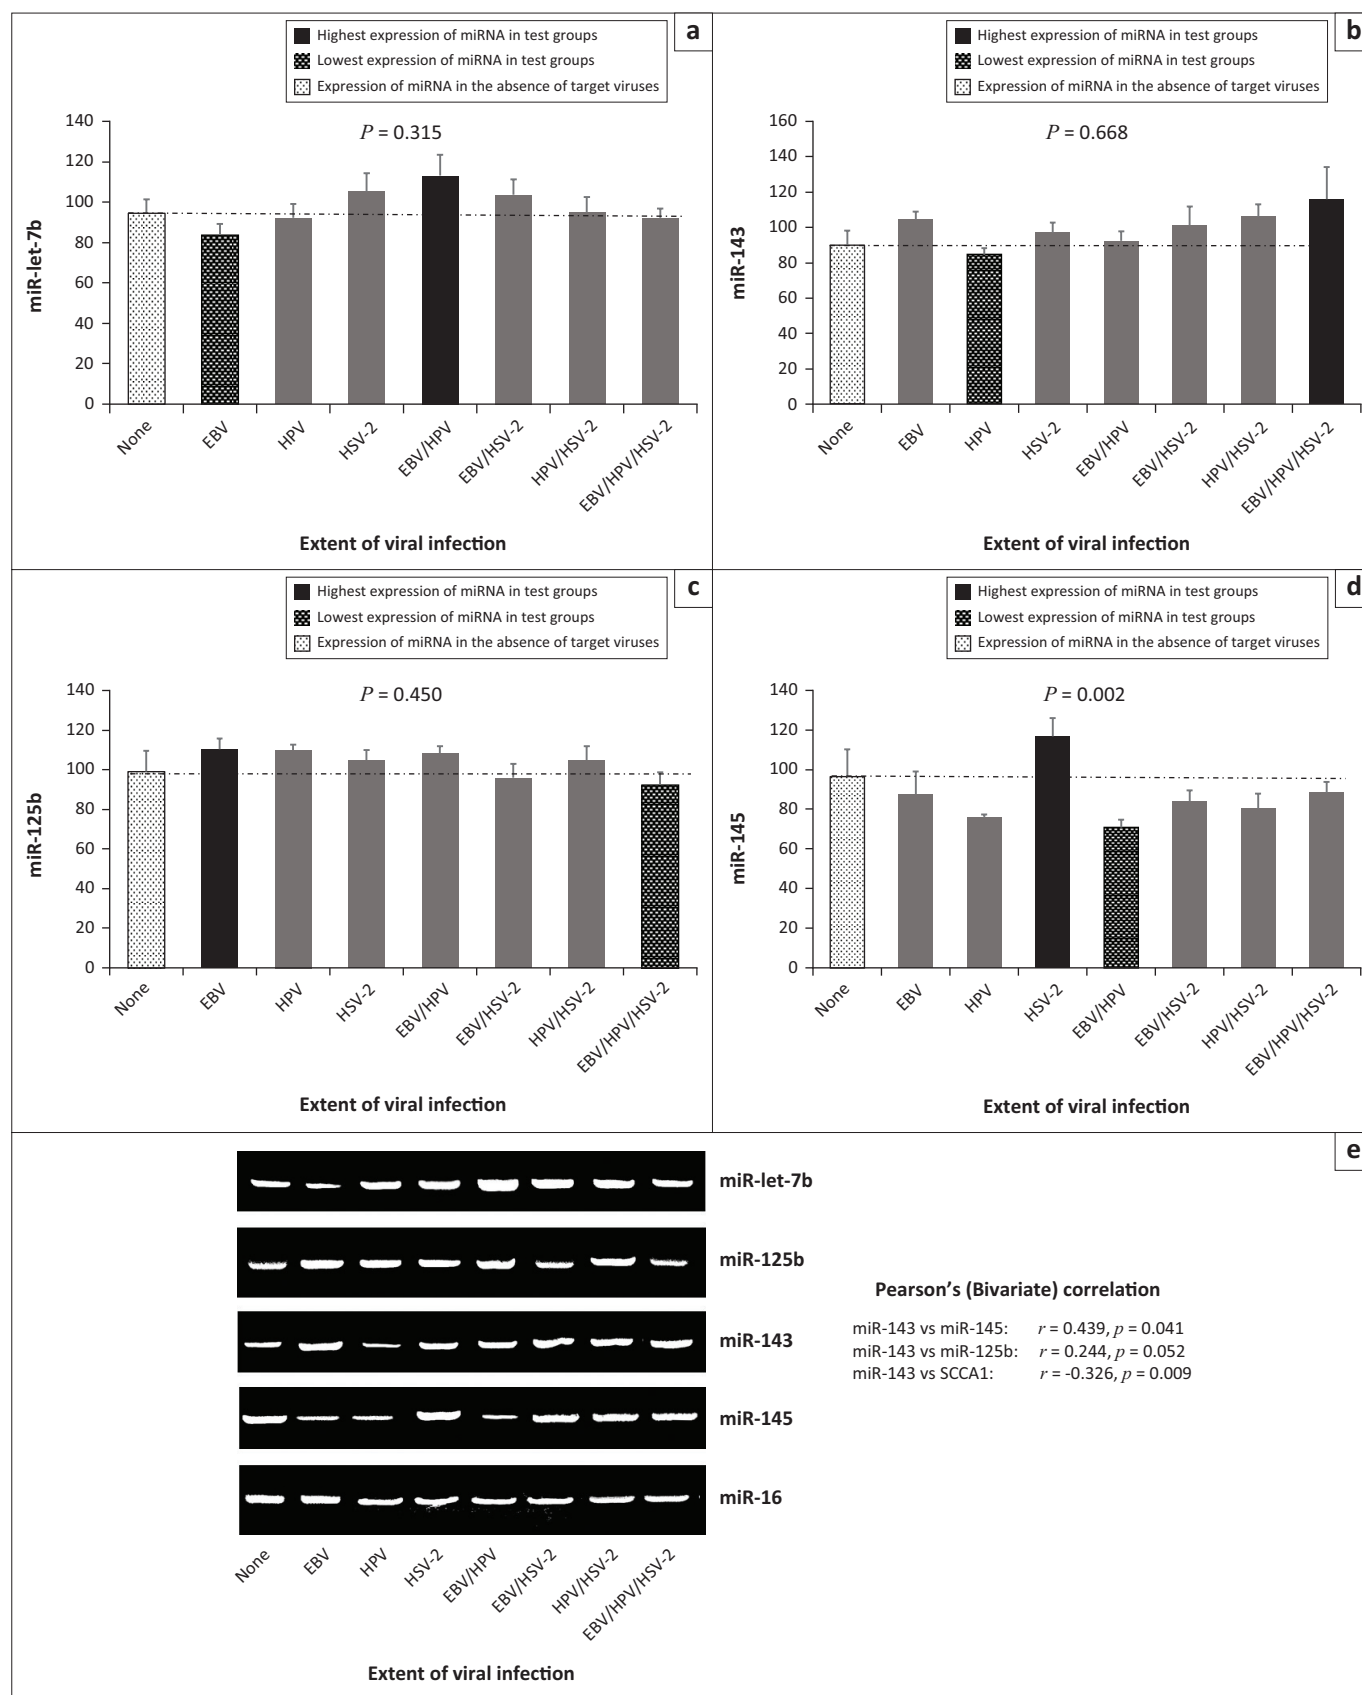 a
Highest expression of miRNA in test groups
Lowest expression of miRNA in test groups
Expression of miRNA in the absence of target viruses
P = 0.315
miR-let-7b
140
120
100
80
60
40
20
0
None
EBV
HPV
HSV-2
EBV/HPV
EBV/HSV-2
HPV/HSV-2
EBV/HPV/HSV-2
Extent of viral infection
b
Highest expression of miRNA in test groups
Lowest expression of miRNA in test groups
Expression of miRNA in the absence of target viruses
P = 0.668
miR-143
160
140
120
100
80
60
40
20
0
None
EBV
HPV
HSV-2
EBV/HPV
EBV/HSV-2
HPV/HSV-2
EBV/HPV/HSV-2
Extent of viral infection
c
Highest expression of miRNA in test groups
Lowest expression of miRNA in test groups
Expression of miRNA in the absence of target viruses
P = 0.450
miR-125b
140
120
100
80
60
40
20
0
None
EBV
HPV
HSV-2
EBV/HPV
EBV/HSV-2
HPV/HSV-2
EBV/HPV/HSV-2
Extent of viral infection
d
Highest expression of miRNA in test groups
Lowest expression of miRNA in test groups
Expression of miRNA in the absence of target viruses
P = 0.002
miR-145
140
120
100
80
60
40
20
0
None
EBV
HPV
HSV-2
EBV/HPV
EBV/HSV-2
HPV/HSV-2
EBV/HPV/HSV-2
Extent of viral infection
e
miR-let-7b
miR-125b
miR-143
miR-145
miR-16
None
EBV
HPV
HSV-2
EBV/HPV
EBV/HSV-2
HPV/HSV-2
EBV/HPV/HSV-2
Extent of viral infection
Pearson's (Bivariate) correlation
miR-143 vs miR-145: r = 0.439, p = 0.041
miR-143 vs miR-125b: r = 0.244, p = 0.052
miR-143 vs SCCA1: r = -0.326, p = 0.009